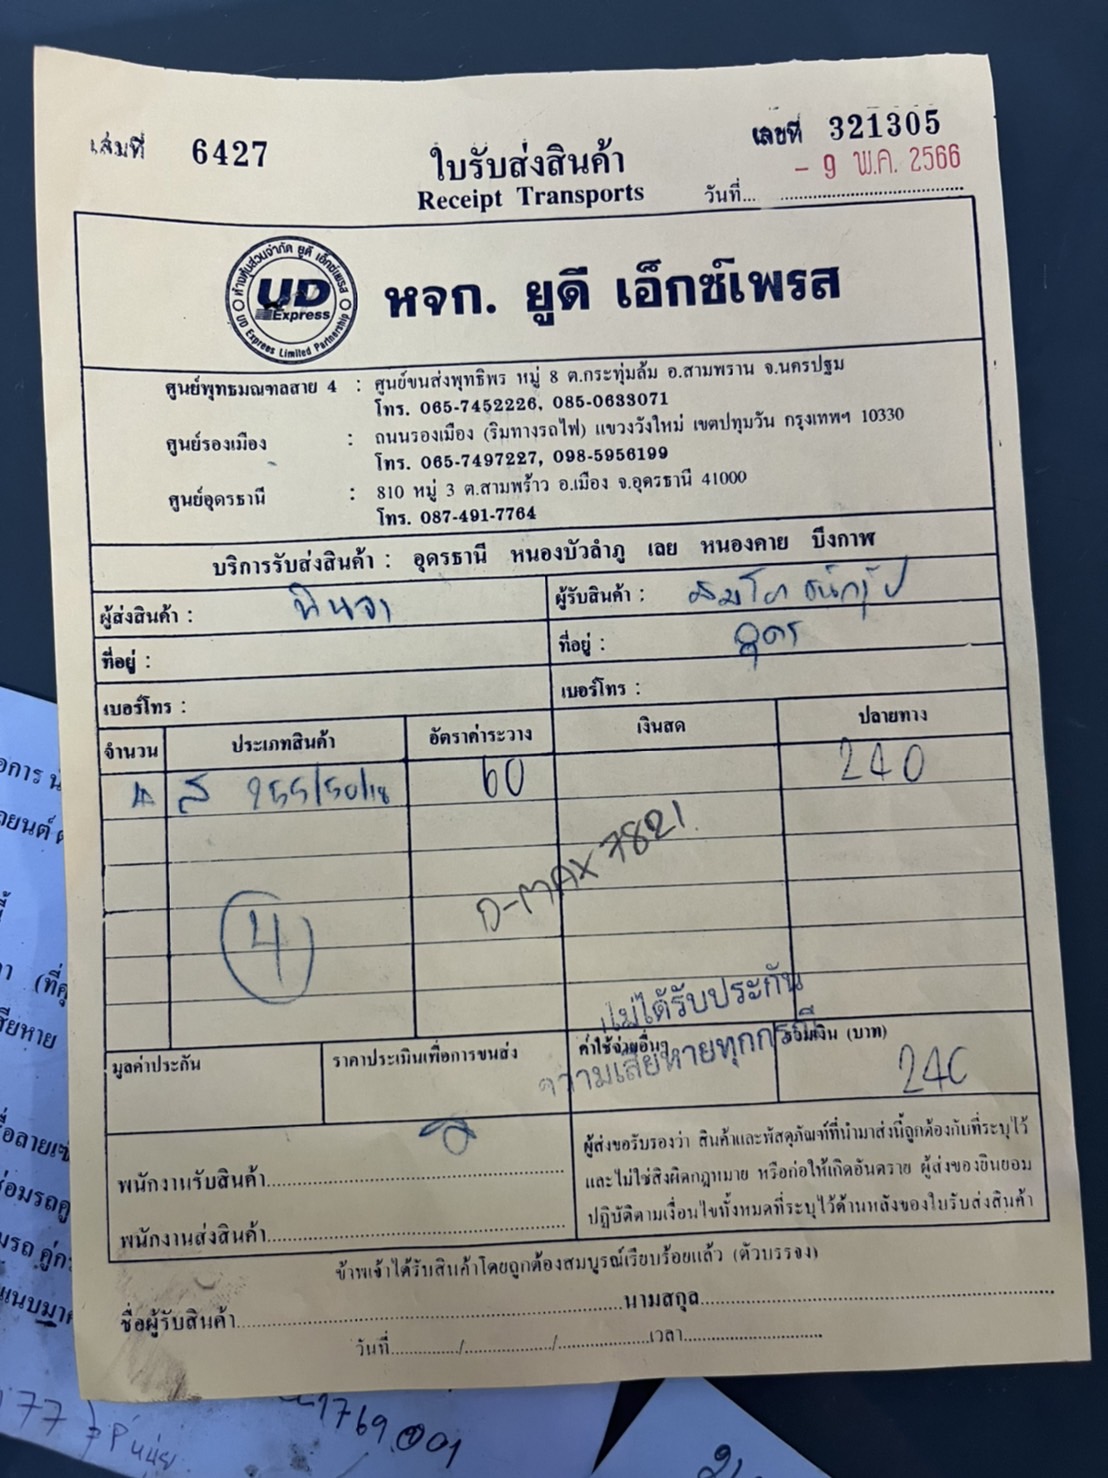 เล่มที่ 6427
ใบรับส่งสินค้า
Receipt Transports
เลขที่ 321305
วันที่... - 9 พ.ค. 2566
ห้างหุ้นส่วนจำกัด ยูดี เอ็กซ์เพรส
UD
Express
UD Exprees Limited Partnership
หจก. ยูดี เอ็กซ์เพรส
ศูนย์พุทธมณฑลสาย 4 : ศูนย์ขนส่งพุทธิพร หมู่ 8 ต.กระทุ่มล้ม อ.สามพราน จ.นครปฐม
โทร. 065-7452226, 085-0633071
ศูนย์รองเมือง : ถนนรองเมือง (ริมทางรถไฟ) แขวงวังใหม่ เขตปทุมวัน กรุงเทพฯ 10330
โทร. 065-7497227, 098-5956199
ศูนย์อุดรธานี : 810 หมู่ 3 ต.สามพร้าว อ.เมือง จ.อุดรธานี 41000
โทร. 087-491-7764
บริการรับส่งสินค้า : อุดรธานี หนองบัวลำภู เลย หนองคาย บึงกาฬ
ผู้ส่งสินค้า : นินจา
ผู้รับสินค้า :
ที่อยู่ :
ที่อยู่ : อุดร
เบอร์โทร :
เบอร์โทร :
จำนวน ประเภทสินค้า อัตราค่าระวาง เงินสด ปลายทาง
4 ส 255/50/18 60 240
D-MAX 7821
4
ไม่ได้รับประกัน
ความเสียหายทุกกรณี
มูลค่าประกัน ราคาประเมินเพื่อการขนส่ง ค่าใช้จ่ายอื่นๆ รวมเงิน (บาท)
240
พนักงานรับสินค้า
พนักงานส่งสินค้า
ผู้ส่งขอรับรองว่า สินค้าและพัสดุภัณฑ์ที่นำมาส่งนี้ถูกต้องกับที่ระบุไว้
และไม่ใช่สิ่งผิดกฎหมาย หรือก่อให้เกิดอันตราย ผู้ส่งของยินยอม
ปฏิบัติตามเงื่อนไขทั้งหมดที่ระบุไว้ด้านหลังของใบรับส่งสินค้า
ข้าพเจ้าได้รับสินค้าโดยถูกต้องสมบูรณ์เรียบร้อยแล้ว (ตัวบรรจง)
ชื่อผู้รับสินค้า นามสกุล
วันที่ / / เวลา
(ที่คุ
77
1769 001